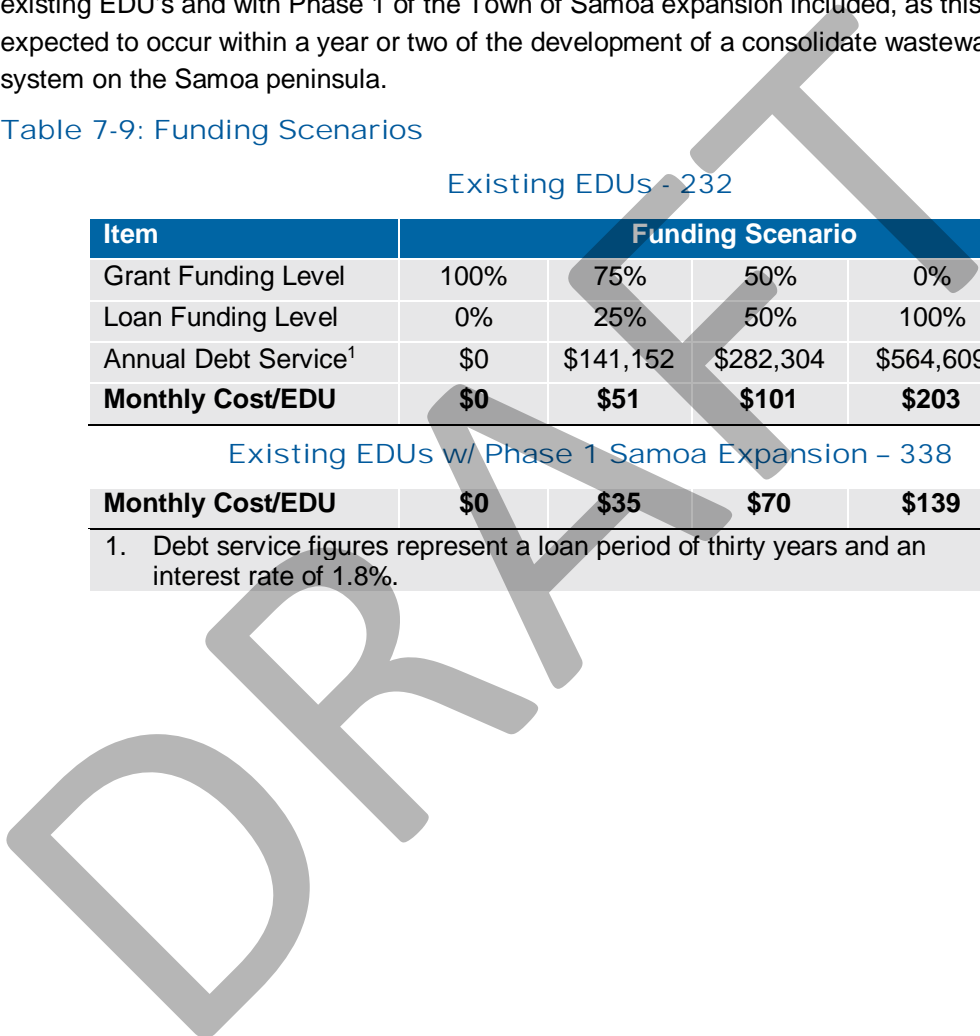 existing EDU's and with Phase 1 of the Town of Samoa expansion included, as this
expected to occur within a year or two of the development of a consolidate
system on the Samoa peninsula.
Table 7-9: Funding Scenarios
Existing EDUs - 232
Item Funding Scenario
Grant Funding Level 100% 75% 50% 0%
Loan Funding Level 0% 25% 50% 100%
Annual Debt Service1 $0 $141,152 $282,304 $564,609
Monthly Cost/EDU $0 $51 $101 $203
Existing EDUs w/ Phase 1 Samoa Expansion – 338
Monthly Cost/EDU $0 $35 $70 $139
1. Debt service figures represent a loan period of thirty years and an
interest rate of 1.8%.
DRAFT